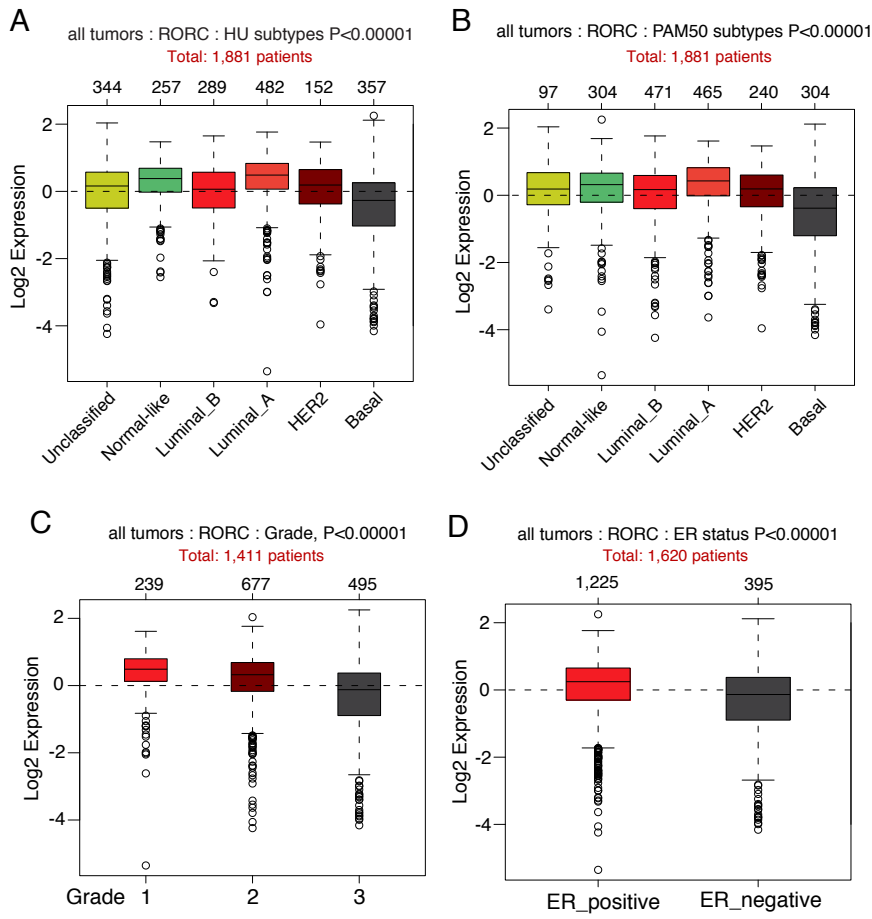 A
all tumors : RORC : HU subtypes P<0.00001
Total: 1,881 patients
344 257 289 482 152 357
Log2 Expression
2
0
-2
-4
Unclassified
Normal-like
Luminal_B
Luminal_A
HER2
Basal
B
all tumors : RORC : PAM50 subtypes P<0.00001
Total: 1,881 patients
97 304 471 465 240 304
Log2 Expression
2
0
-2
-4
Unclassified
Normal-like
Luminal_B
Luminal_A
HER2
Basal
C
all tumors : RORC : Grade, P<0.00001
Total: 1,411 patients
239 677 495
Log2 Expression
2
0
-2
-4
Grade 1 2 3
D
all tumors : RORC : ER status P<0.00001
Total: 1,620 patients
1,225 395
Log2 Expression
2
0
-2
-4
ER_positive ER_negative